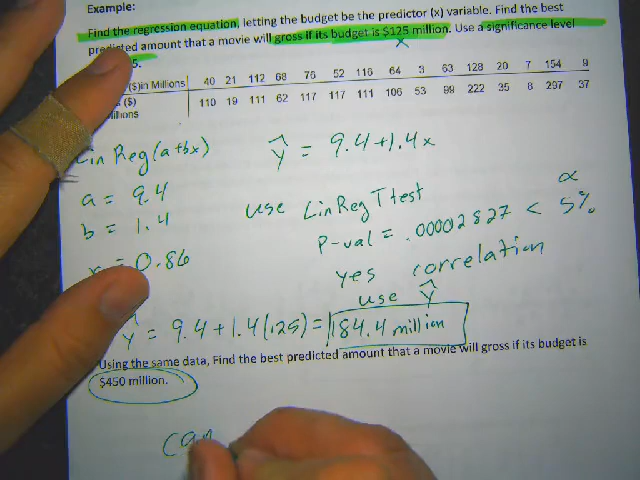 Example:
Find the regression equation, letting the budget be the predictor (x) variable. Find the best
predicted amount that a movie will gross if its budget is $125 million. Use a significance level
5.
x
($)in Millions 40 21 112 68 76 52 116 64 3 63 128 20 7 154 9
($) 110 19 111 62 117 117 111 106 53 88 222 35 8 297 37
illions
LinReg(a+bx)
ŷ = 9.4+1.4x
a = 9.4
b = 1.4
= 0.86
use LinRegTtest
α
P-val = .00002827 < 5%
yes correlation
use ŷ
ŷ = 9.4+1.4(125)= 184.4 million
Using the same data, Find the best predicted amount that a movie will gross if its budget is
$450 million.
can